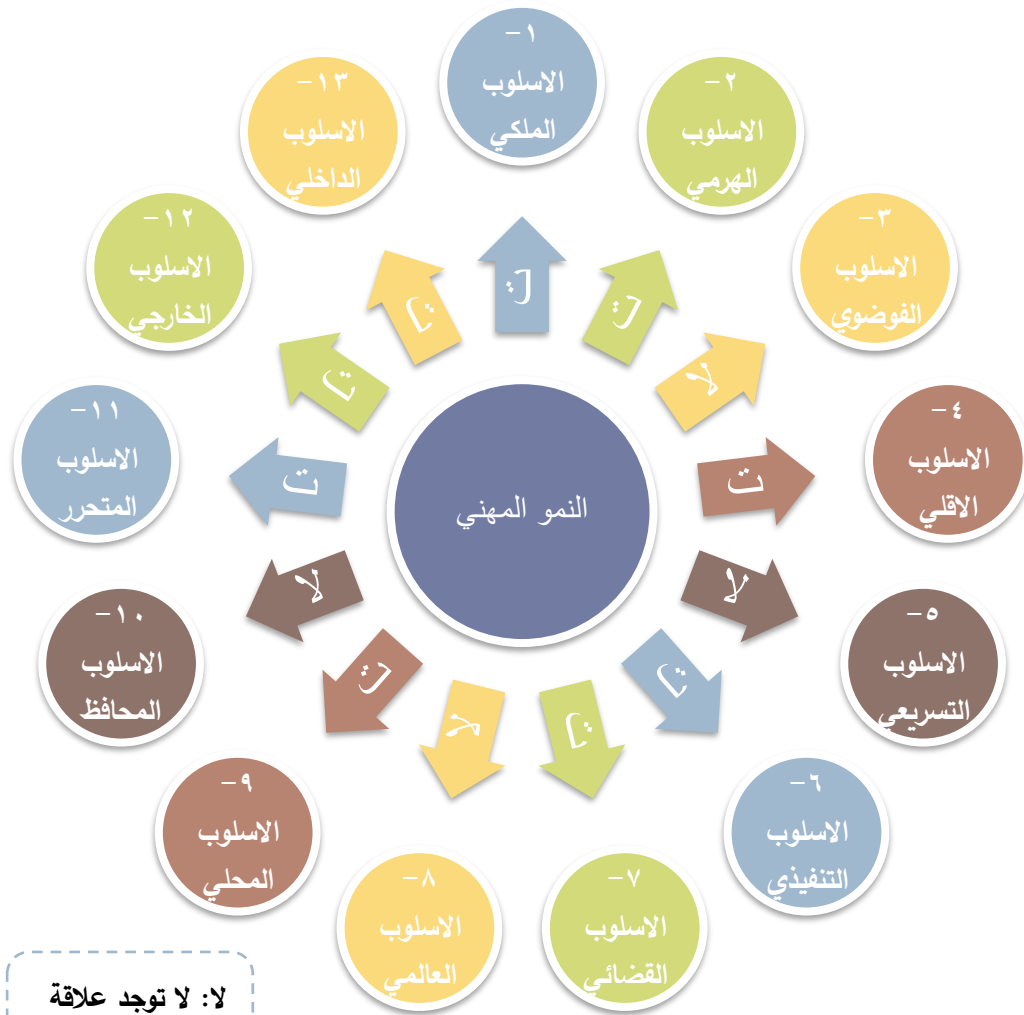 ١-
الاسلوب
الملكي
٢-
الاسلوب
الهرمي
٣-
الاسلوب
الفوضوي
٤-
الاسلوب
الاقلي
٥-
الاسلوب
التسريعي
٦-
الاسلوب
التنفيذي
٧-
الاسلوب
القضائي
٨-
الاسلوب
العالمي
٩-
الاسلوب
المحلي
١٠-
الاسلوب
المحافظ
١١-
الاسلوب
المتحرر
١٢-
الاسلوب
الخارجي
١٣-
الاسلوب
الداخلي
ت
ت
لا
ت
لا
ت
ت
لا
ت
لا
ت
ت
ت
النمو المهني
لا: لا توجد علاقة